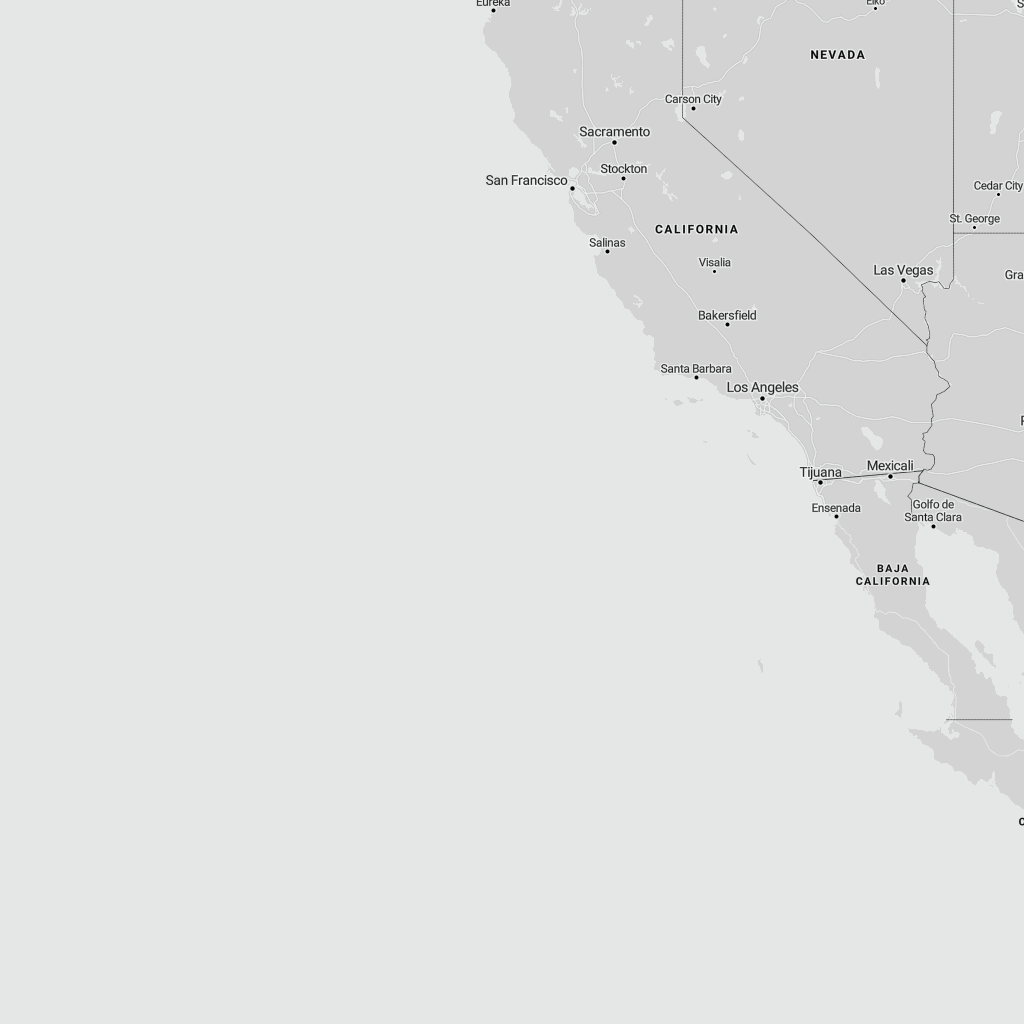 Eureka
Elko
NEVADA
Carson City
Sacramento
Stockton
San Francisco
Cedar City
St. George
CALIFORNIA
Salinas
Visalia
Las Vegas
Gra
Bakersfield
Santa Barbara
Los Angeles
Mexicali
Tijuana
Ensenada
Golfo de
Santa Clara
BAJA
CALIFORNIA